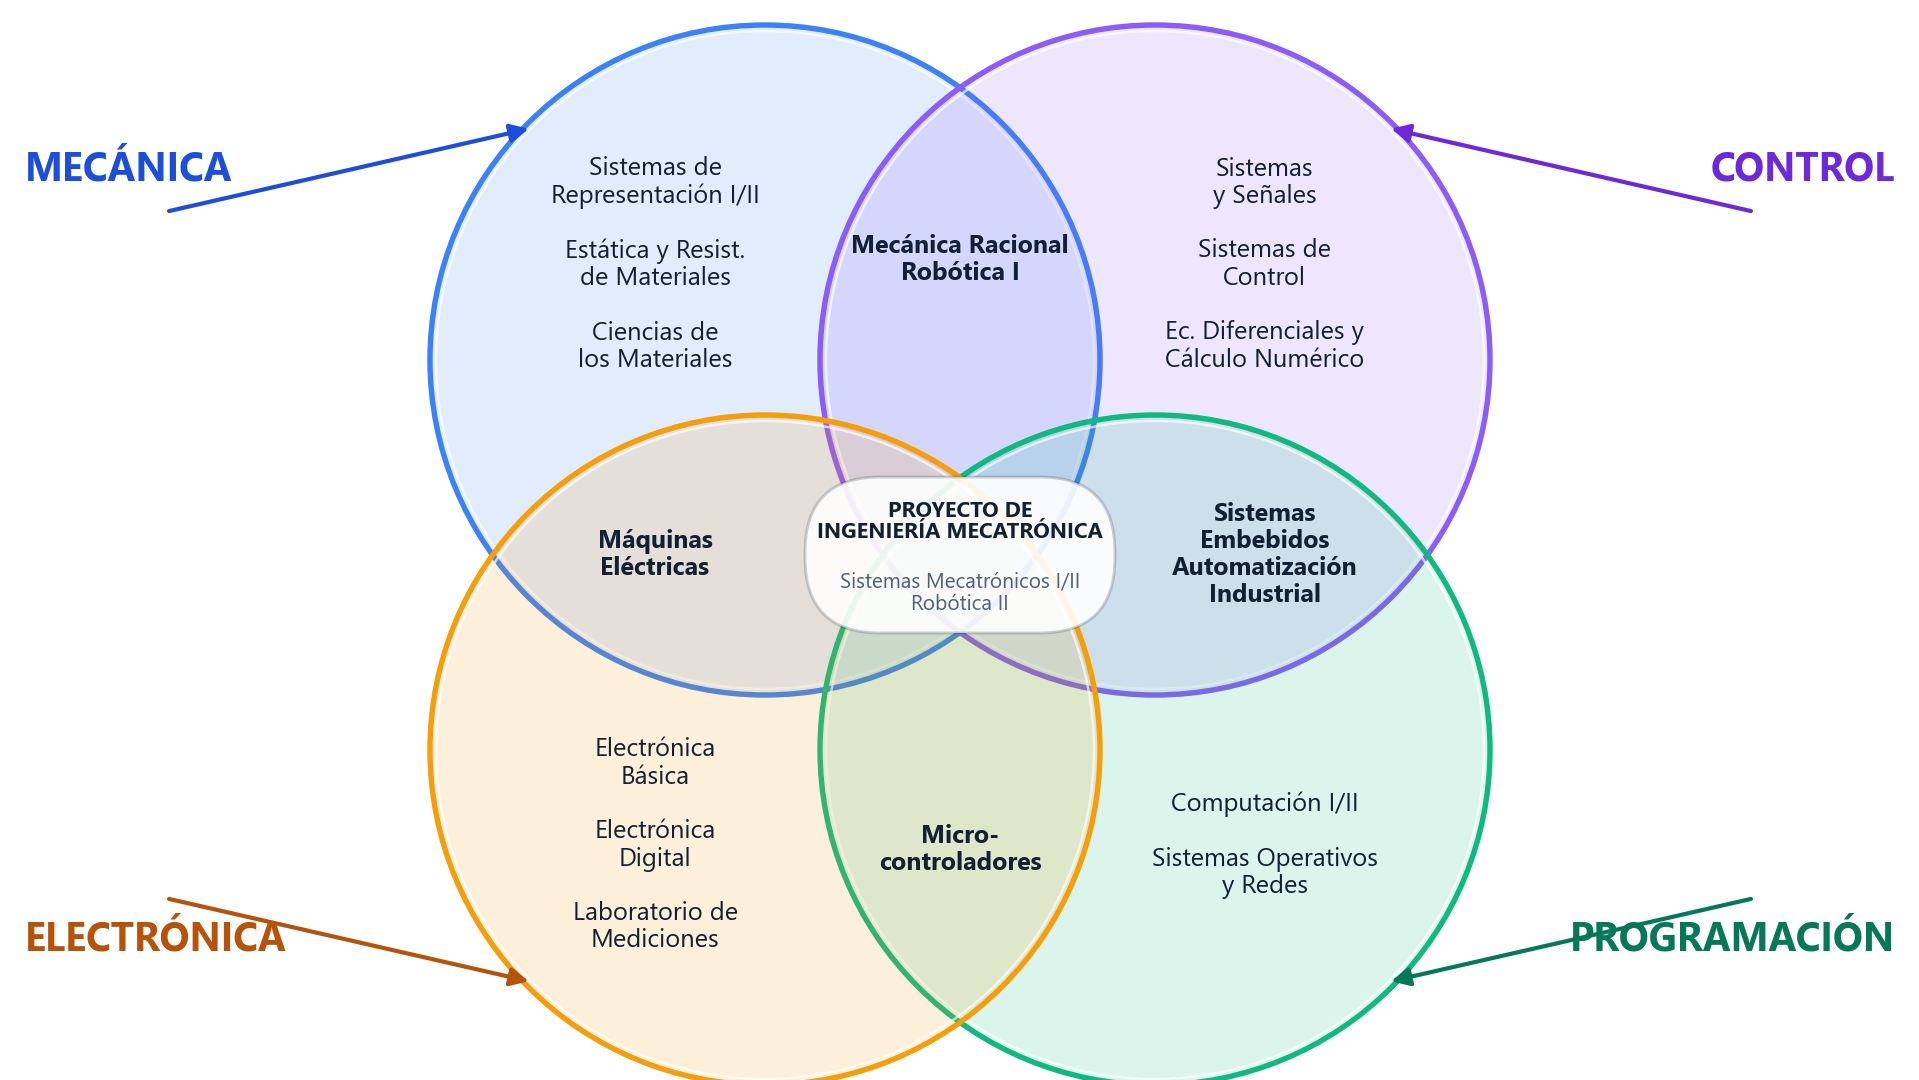 MECÁNICA
CONTROL
Sistemas de
Representación I/II
Estática y Resist.
de Materiales
Ciencias de
los Materiales
Mecánica Racional
Robótica I
Sistemas
y Señales
Sistemas de
Control
Ec. Diferenciales y
Cálculo Numérico
Máquinas
Eléctricas
PROYECTO DE
INGENIERÍA MECATRÓNICA
Sistemas Mecatrónicos I/II
Robótica II
Sistemas
Embebidos
Automatización
Industrial
Electrónica
Básica
Electrónica
Digital
Laboratorio de
Mediciones
Micro-
controladores
Computación I/II
Sistemas Operativos
y Redes
ELECTRÓNICA
PROGRAMACIÓN